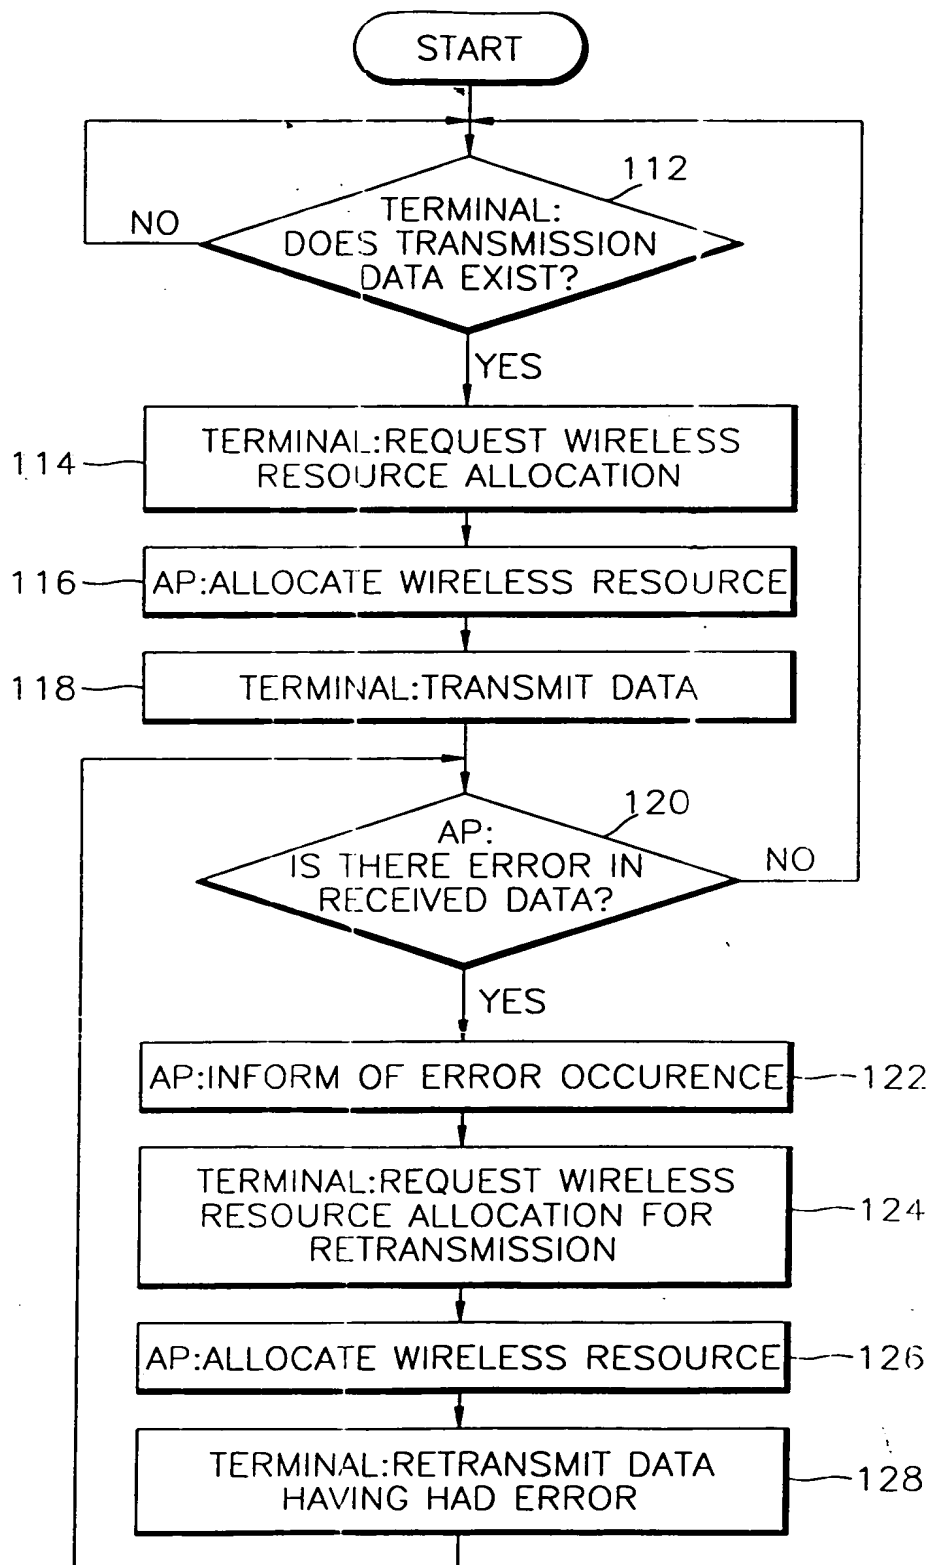 START
112
TERMINAL:
DOES TRANSMISSION
DATA EXIST?
NO
YES
114
TERMINAL:REQUEST WIRELESS
RESOURCE ALLOCATION
116
AP:ALLOCATE WIRELESS RESOURCE
118
TERMINAL:TRANSMIT DATA
120
AP:
IS THERE ERROR IN
RECEIVED DATA?
NO
YES
AP:INFORM OF ERROR OCCURENCE
122
TERMINAL:REQUEST WIRELESS
RESOURCE ALLOCATION FOR
RETRANSMISSION
124
AP:ALLOCATE WIRELESS RESOURCE
126
TERMINAL:RETRANSMIT DATA
HAVING HAD ERROR
128